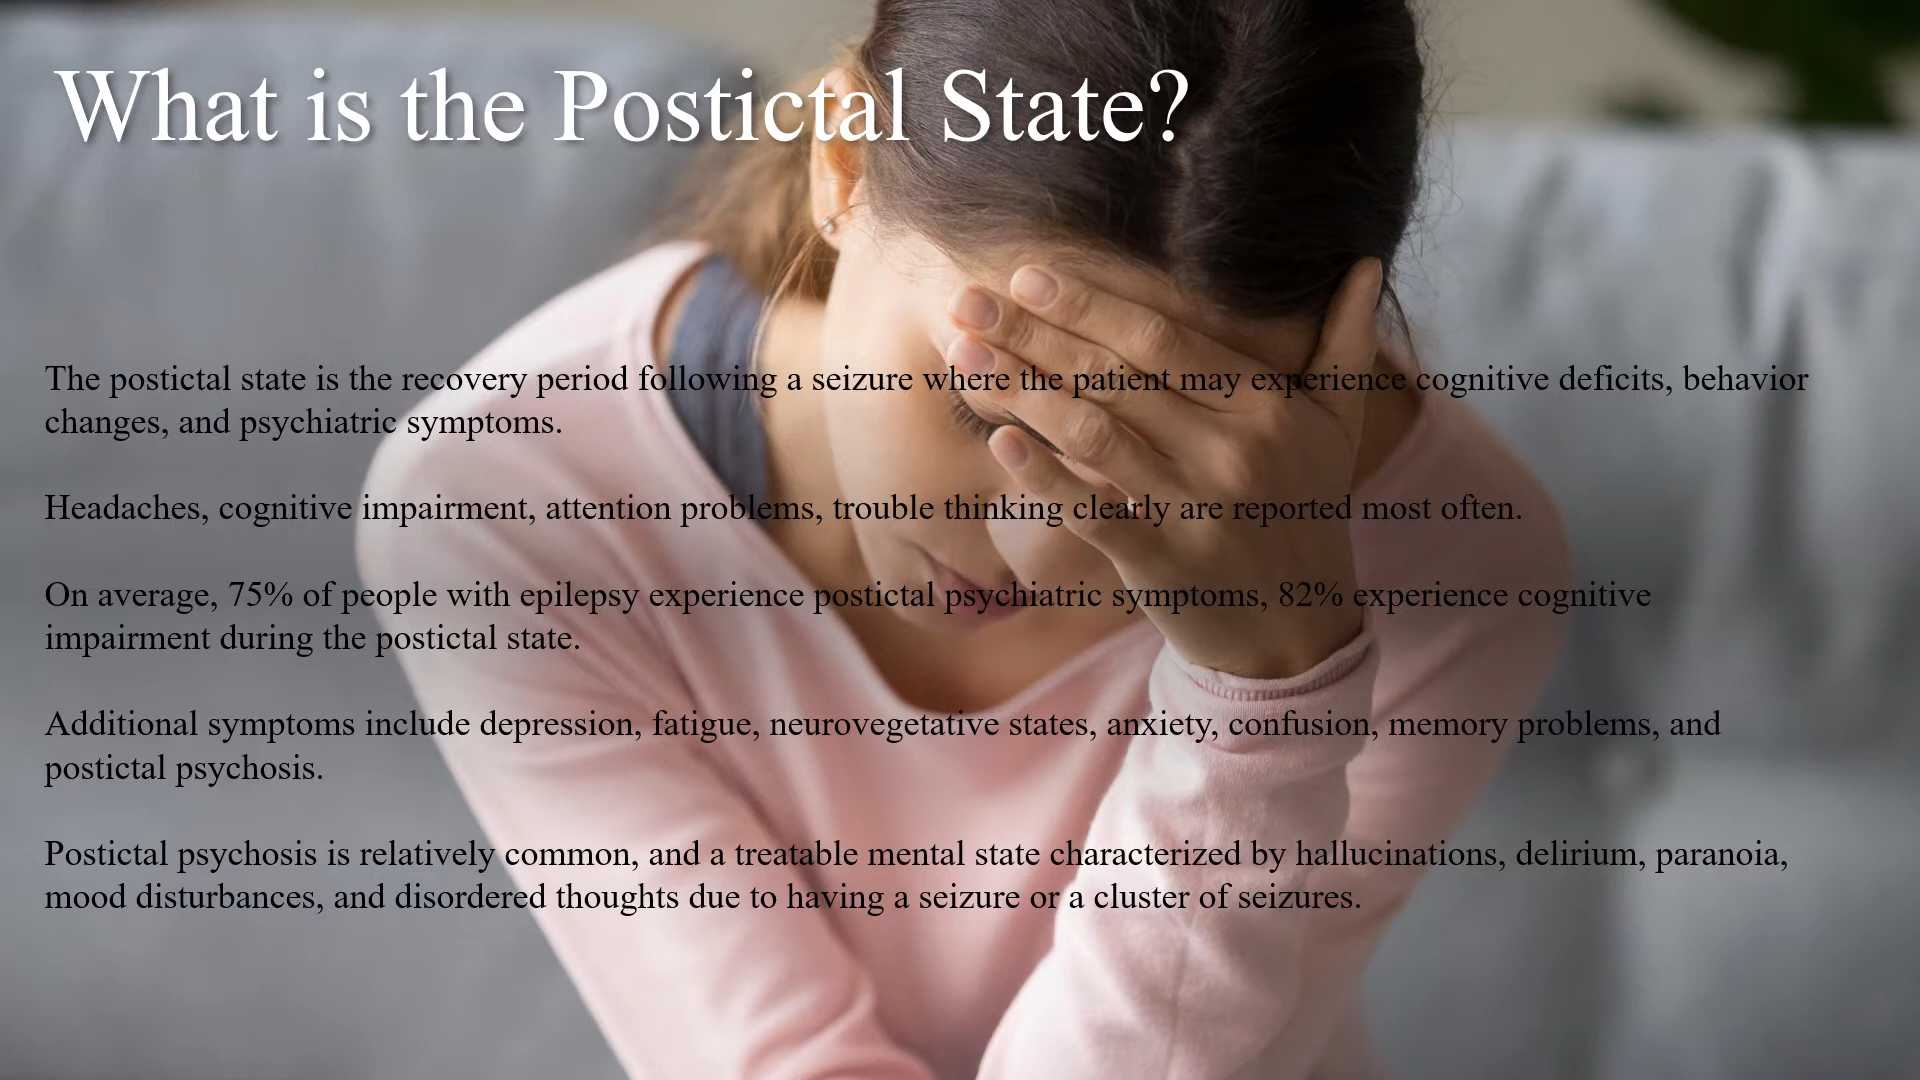 What is the Postictal State?
The postictal state is the recovery period following a seizure where the patient may experience cognitive deficits, behavior
changes, and psychiatric symptoms.
Headaches, cognitive impairment, attention problems, trouble thinking clearly are reported most often.
On average, 75% of people with epilepsy experience postictal psychiatric symptoms, 82% experience cognitive
impairment during the postictal state.
Additional symptoms include depression, fatigue, neurovegetative states, anxiety, confusion, memory problems, and
postictal psychosis.
Postictal psychosis is relatively common, and a treatable mental state characterized by hallucinations, delirium, paranoia,
mood disturbances, and disordered thoughts due to having a seizure or a cluster of seizures.